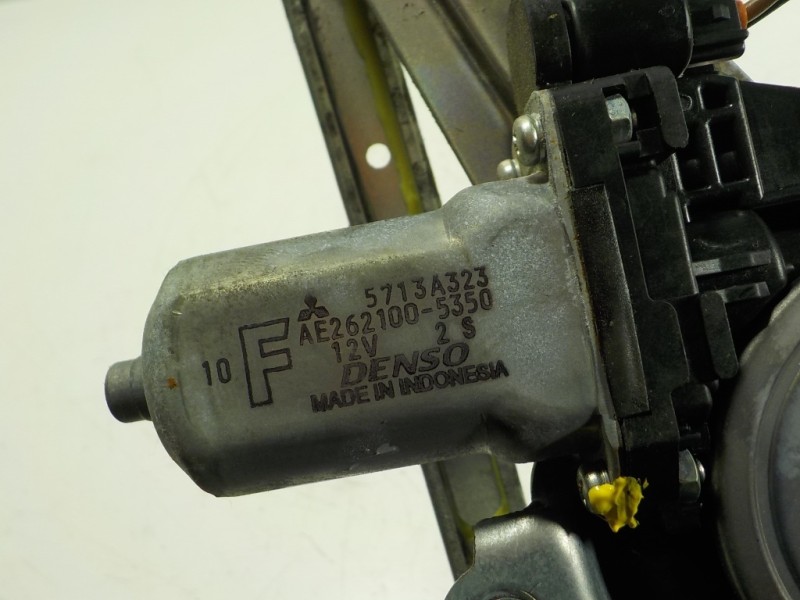 5713A323
AE262100-5350
12V 2 S
10 F DENSO
MADE IN INDONESIA